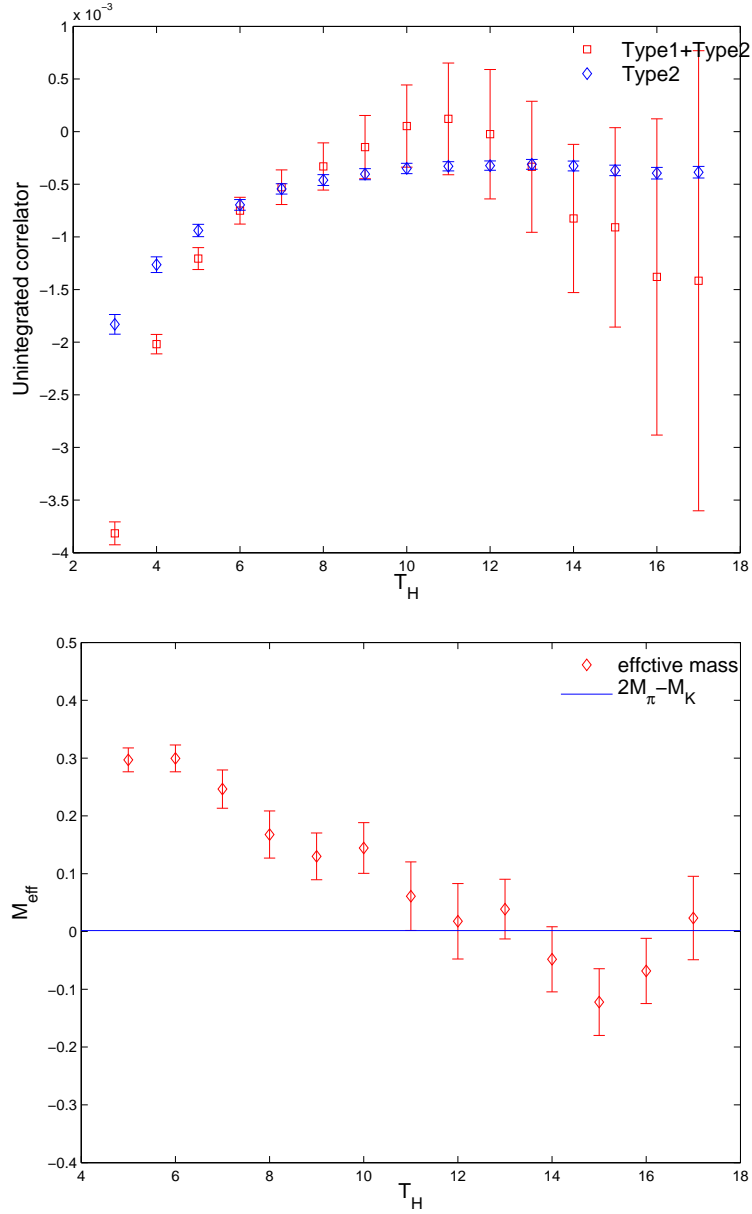 x 10⁻³
1
0.5
0
−0.5
−1
−1.5
−2
−2.5
−3
−3.5
−4
Unintegrated correlator
Type1+Type2
Type2
2 4 6 8 10 12 14 16 18
T_H
0.5
0.4
0.3
0.2
0.1
0
−0.1
−0.2
−0.3
−0.4
M_eff
effctive mass
2M_π−M_K
4 6 8 10 12 14 16 18
T_H